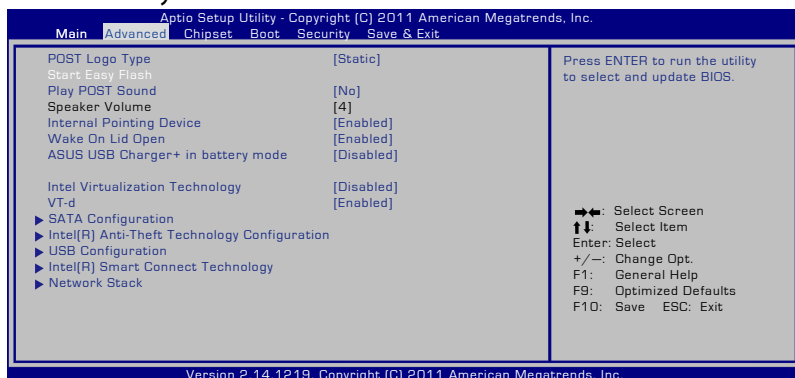 Aptio Setup Utility - Copyright (C) 2011 American Megatrends, Inc.
Main Advanced Chipset Boot Security Save & Exit
POST Logo Type [Static]
Start Easy Flash
Play POST Sound [No]
Speaker Volume [4]
Internal Pointing Device [Enabled]
Wake On Lid Open [Enabled]
ASUS USB Charger+ in battery mode [Disabled]
Intel Virtualization Technology [Disabled]
VT-d [Enabled]
SATA Configuration
Intel(R) Anti-Theft Technology Configuration
USB Configuration
Intel(R) Smart Connect Technology
Network Stack
Press ENTER to run the utility
to select and update BIOS.
→←: Select Screen
↑↓: Select Item
Enter: Select
+/—: Change Opt.
F1: General Help
F9: Optimized Defaults
F10: Save ESC: Exit
Version 2.14.1219. Copyright (C) 2011 American Megatrends, Inc.